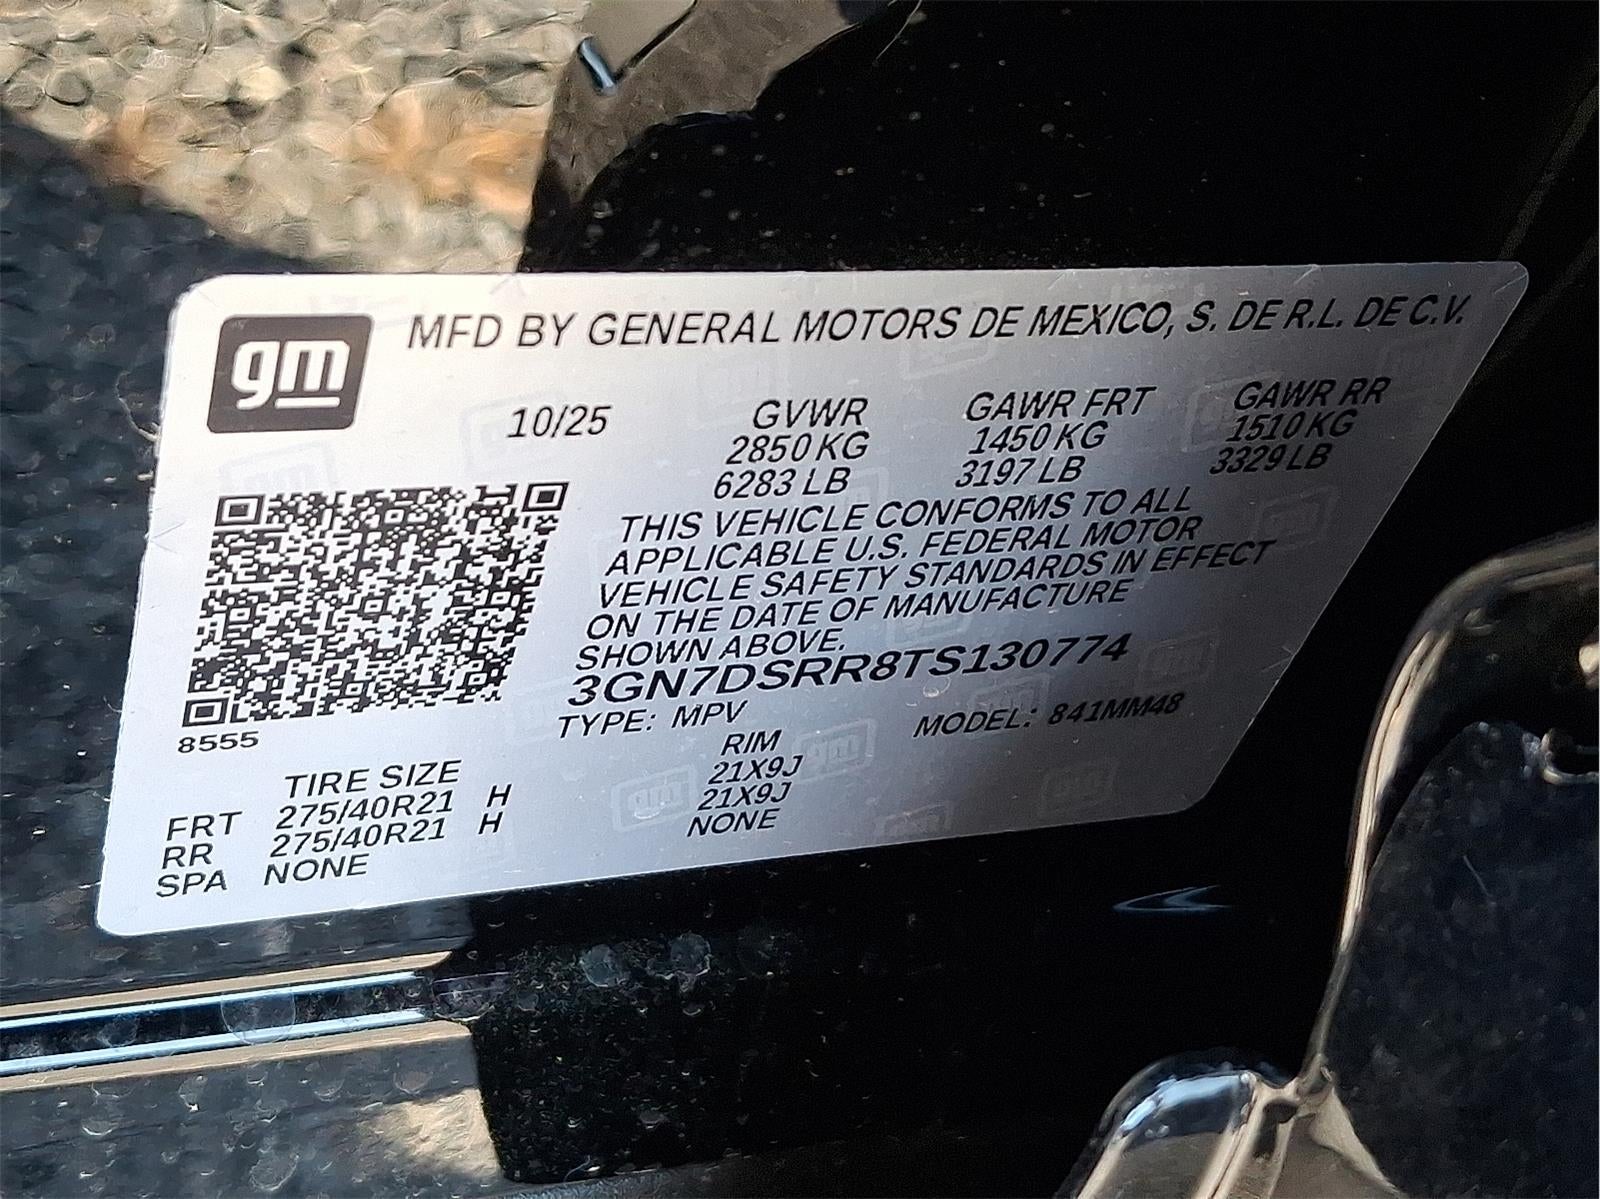 gm
MFD BY GENERAL MOTORS DE MEXICO, S. DE R.L. DE C.V.
10/25 GVWR GAWR FRT GAWR RR
2850 KG 1450 KG 1510 KG
6283 LB 3197 LB 3329 LB
THIS VEHICLE CONFORMS TO ALL
APPLICABLE U.S. FEDERAL MOTOR
VEHICLE SAFETY STANDARDS IN EFFECT
ON THE DATE OF MANUFACTURE
SHOWN ABOVE.
3GN7DSRR8TS130774
TYPE: MPV MODEL: 841MM48
8555
TIRE SIZE RIM
FRT 275/40R21 H 21X9J
RR 275/40R21 H 21X9J
SPA NONE NONE